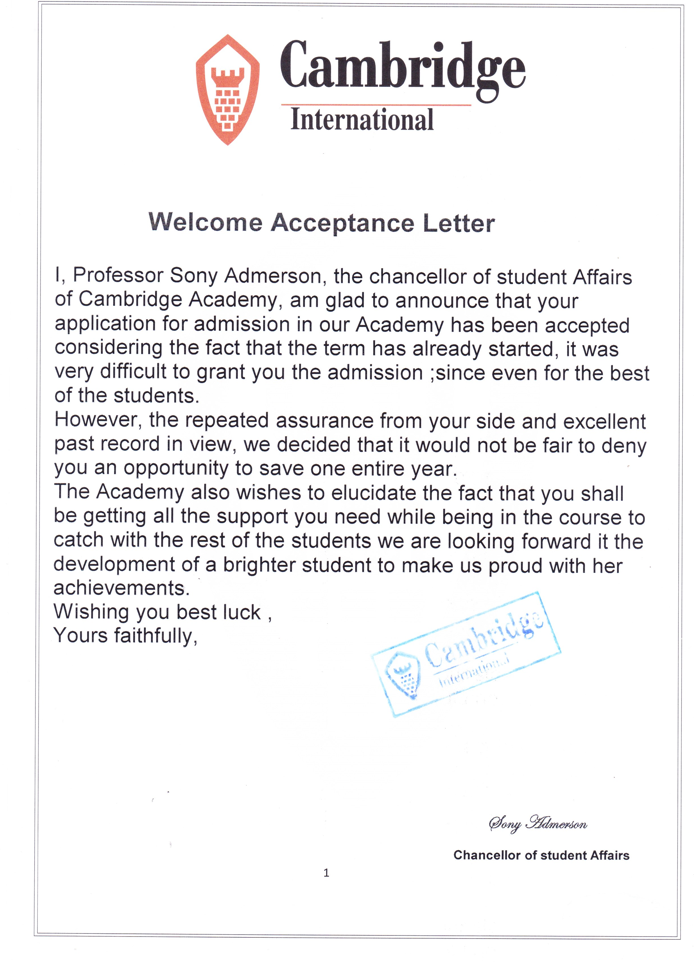 Cambridge
International
Welcome Acceptance Letter
I, Professor Sony Admerson, the chancellor of student Affairs
of Cambridge Academy, am glad to announce that your
application for admission in our Academy has been accepted
considering the fact that the term has already started, it was
very difficult to grant you the admission ;since even for the best
of the students.
However, the repeated assurance from your side and excellent
past record in view, we decided that it would not be fair to deny
you an opportunity to save one entire year.
The Academy also wishes to elucidate the fact that you shall
be getting all the support you need while being in the course to
catch with the rest of the students we are looking forward it the
development of a brighter student to make us proud with her
achievements.
Wishing you best luck ,
Yours faithfully,
Cambridge
International
Sony Admerson
Chancellor of student Affairs
1